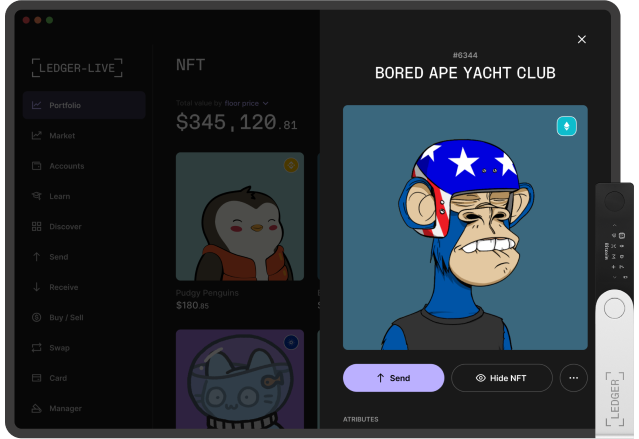 LEDGER-LIVE
Portfolio
Market
Accounts
Learn
Discover
Send
Receive
Buy / Sell
Swap
Card
Manager
NFT
Total value by floor price
$345,120.81
Pudgy Penguins
$180.85
#6344
BORED APE YACHT CLUB
Send
Hide NFT
ATRIBUTES
Bitcoin
LEDGER